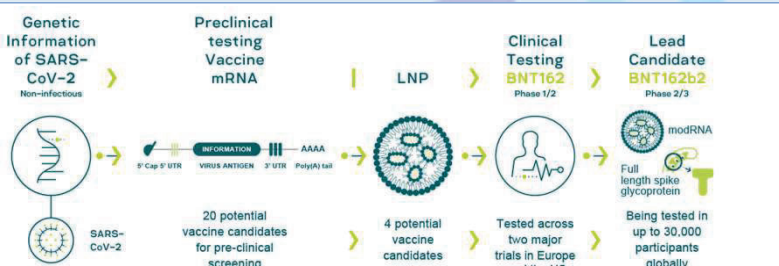 Genetic
Information
of SARS-
CoV-2
Non-infectious
Preclinical
testing
Vaccine
mRNA
LNP
Clinical
Testing
BNT162
Phase 1/2
Lead
Candidate
BNT162b2
Phase 2/3
INFORMATION
AAAA
5' Cap 5' UTR VIRUS ANTIGEN 3' UTR Poly(A) tail
modRNA
Full
length spike
glycoprotein
SARS-
CoV-2
20 potential
vaccine candidates
for pre-clinical
screening
4 potential
vaccine
candidates
Tested across
two major
trials in Europe
Being tested in
up to 30,000
participants
globally